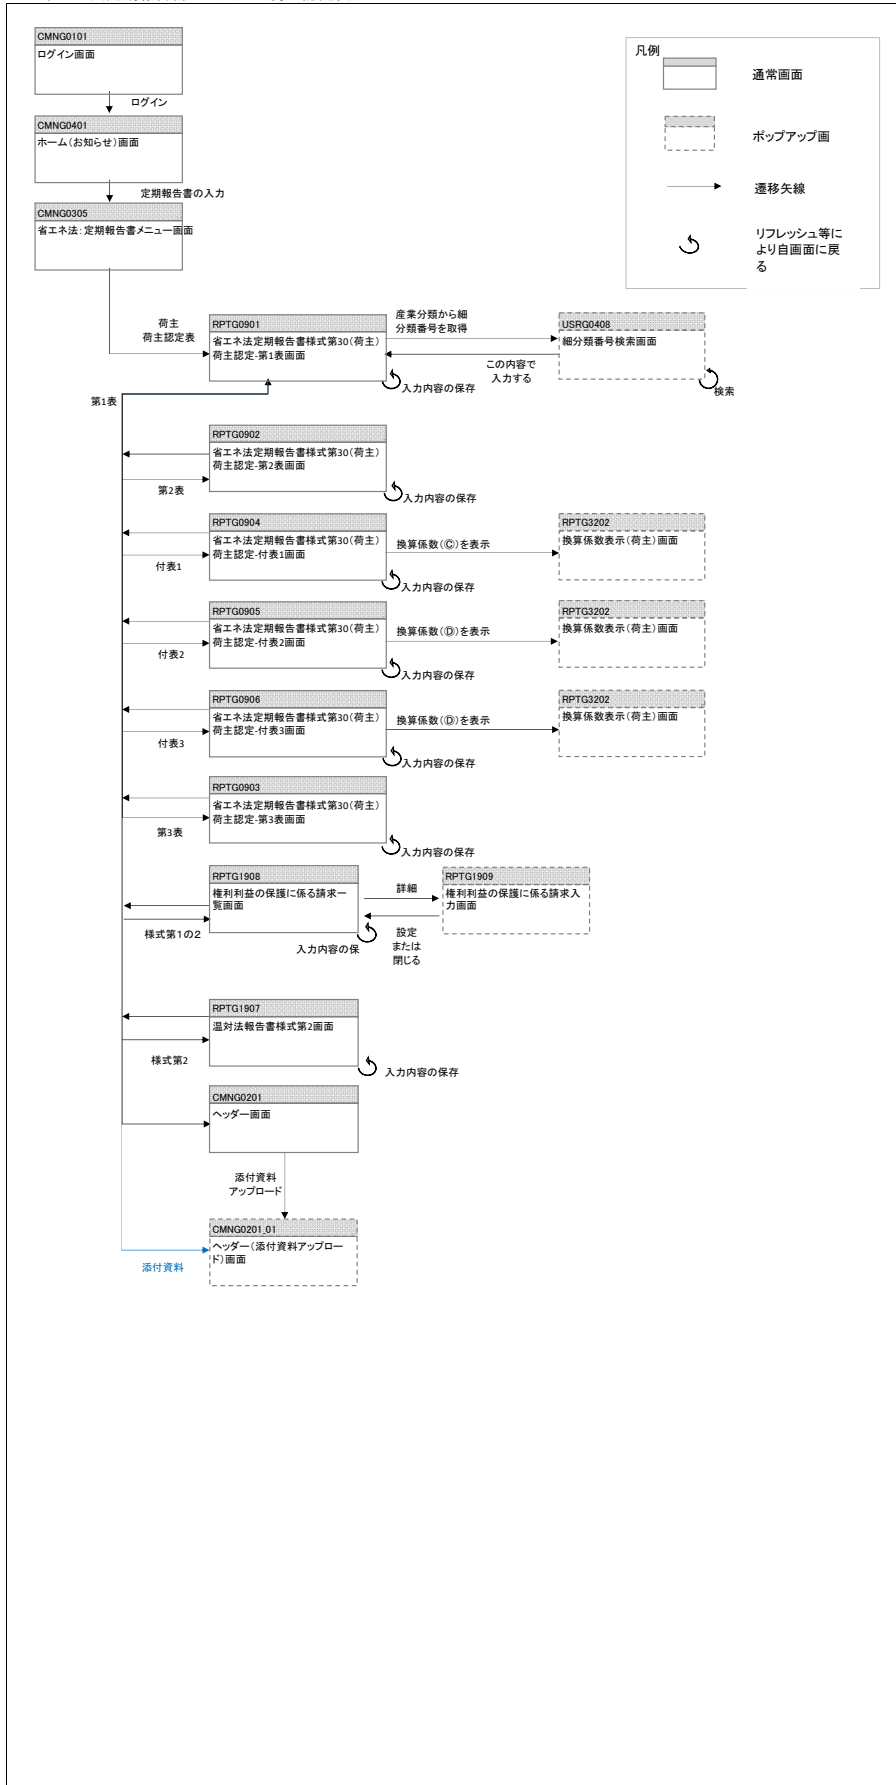 CMNG0101
ログイン画面
ログイン
CMNG0401
ホーム(お知らせ)画面
定期報告書の入力
CMNG0305
省エネ法:定期報告書メニュー画面
凡例
通常画面
ポップアップ画
遷移矢線
リフレッシュ等に
より自画面に戻
る
荷主
荷主認定表
RPTG0901
省エネ法定期報告書様式第30(荷主)
荷主認定-第1表画面
産業分類から細
分類番号を取得
USRG0408
細分類番号検索画面
この内容で
入力する
入力内容の保存
検索
第1表
RPTG0902
省エネ法定期報告書様式第30(荷主)
荷主認定-第2表画面
第2表
入力内容の保存
RPTG0904
省エネ法定期報告書様式第30(荷主)
荷主認定-付表1画面
換算係数(Ⓒ)を表示
RPTG3202
換算係数表示(荷主)画面
付表1
入力内容の保存
RPTG0905
省エネ法定期報告書様式第30(荷主)
荷主認定-付表2画面
換算係数(Ⓓ)を表示
RPTG3202
換算係数表示(荷主)画面
付表2
入力内容の保存
RPTG0906
省エネ法定期報告書様式第30(荷主)
荷主認定-付表3画面
換算係数(Ⓓ)を表示
RPTG3202
換算係数表示(荷主)画面
付表3
入力内容の保存
RPTG0903
省エネ法定期報告書様式第30(荷主)
荷主認定-第3表画面
第3表
入力内容の保存
RPTG1908
権利利益の保護に係る請求一
覧画面
詳細
RPTG1909
権利利益の保護に係る請求入
力画面
様式第1の2
入力内容の保
設定
または
閉じる
RPTG1907
温対法報告書様式第2画面
様式第2
入力内容の保存
CMNG0201
ヘッダー画面
添付資料
アップロード
CMNG0201_01
ヘッダー(添付資料アップロー
ド)画面
添付資料